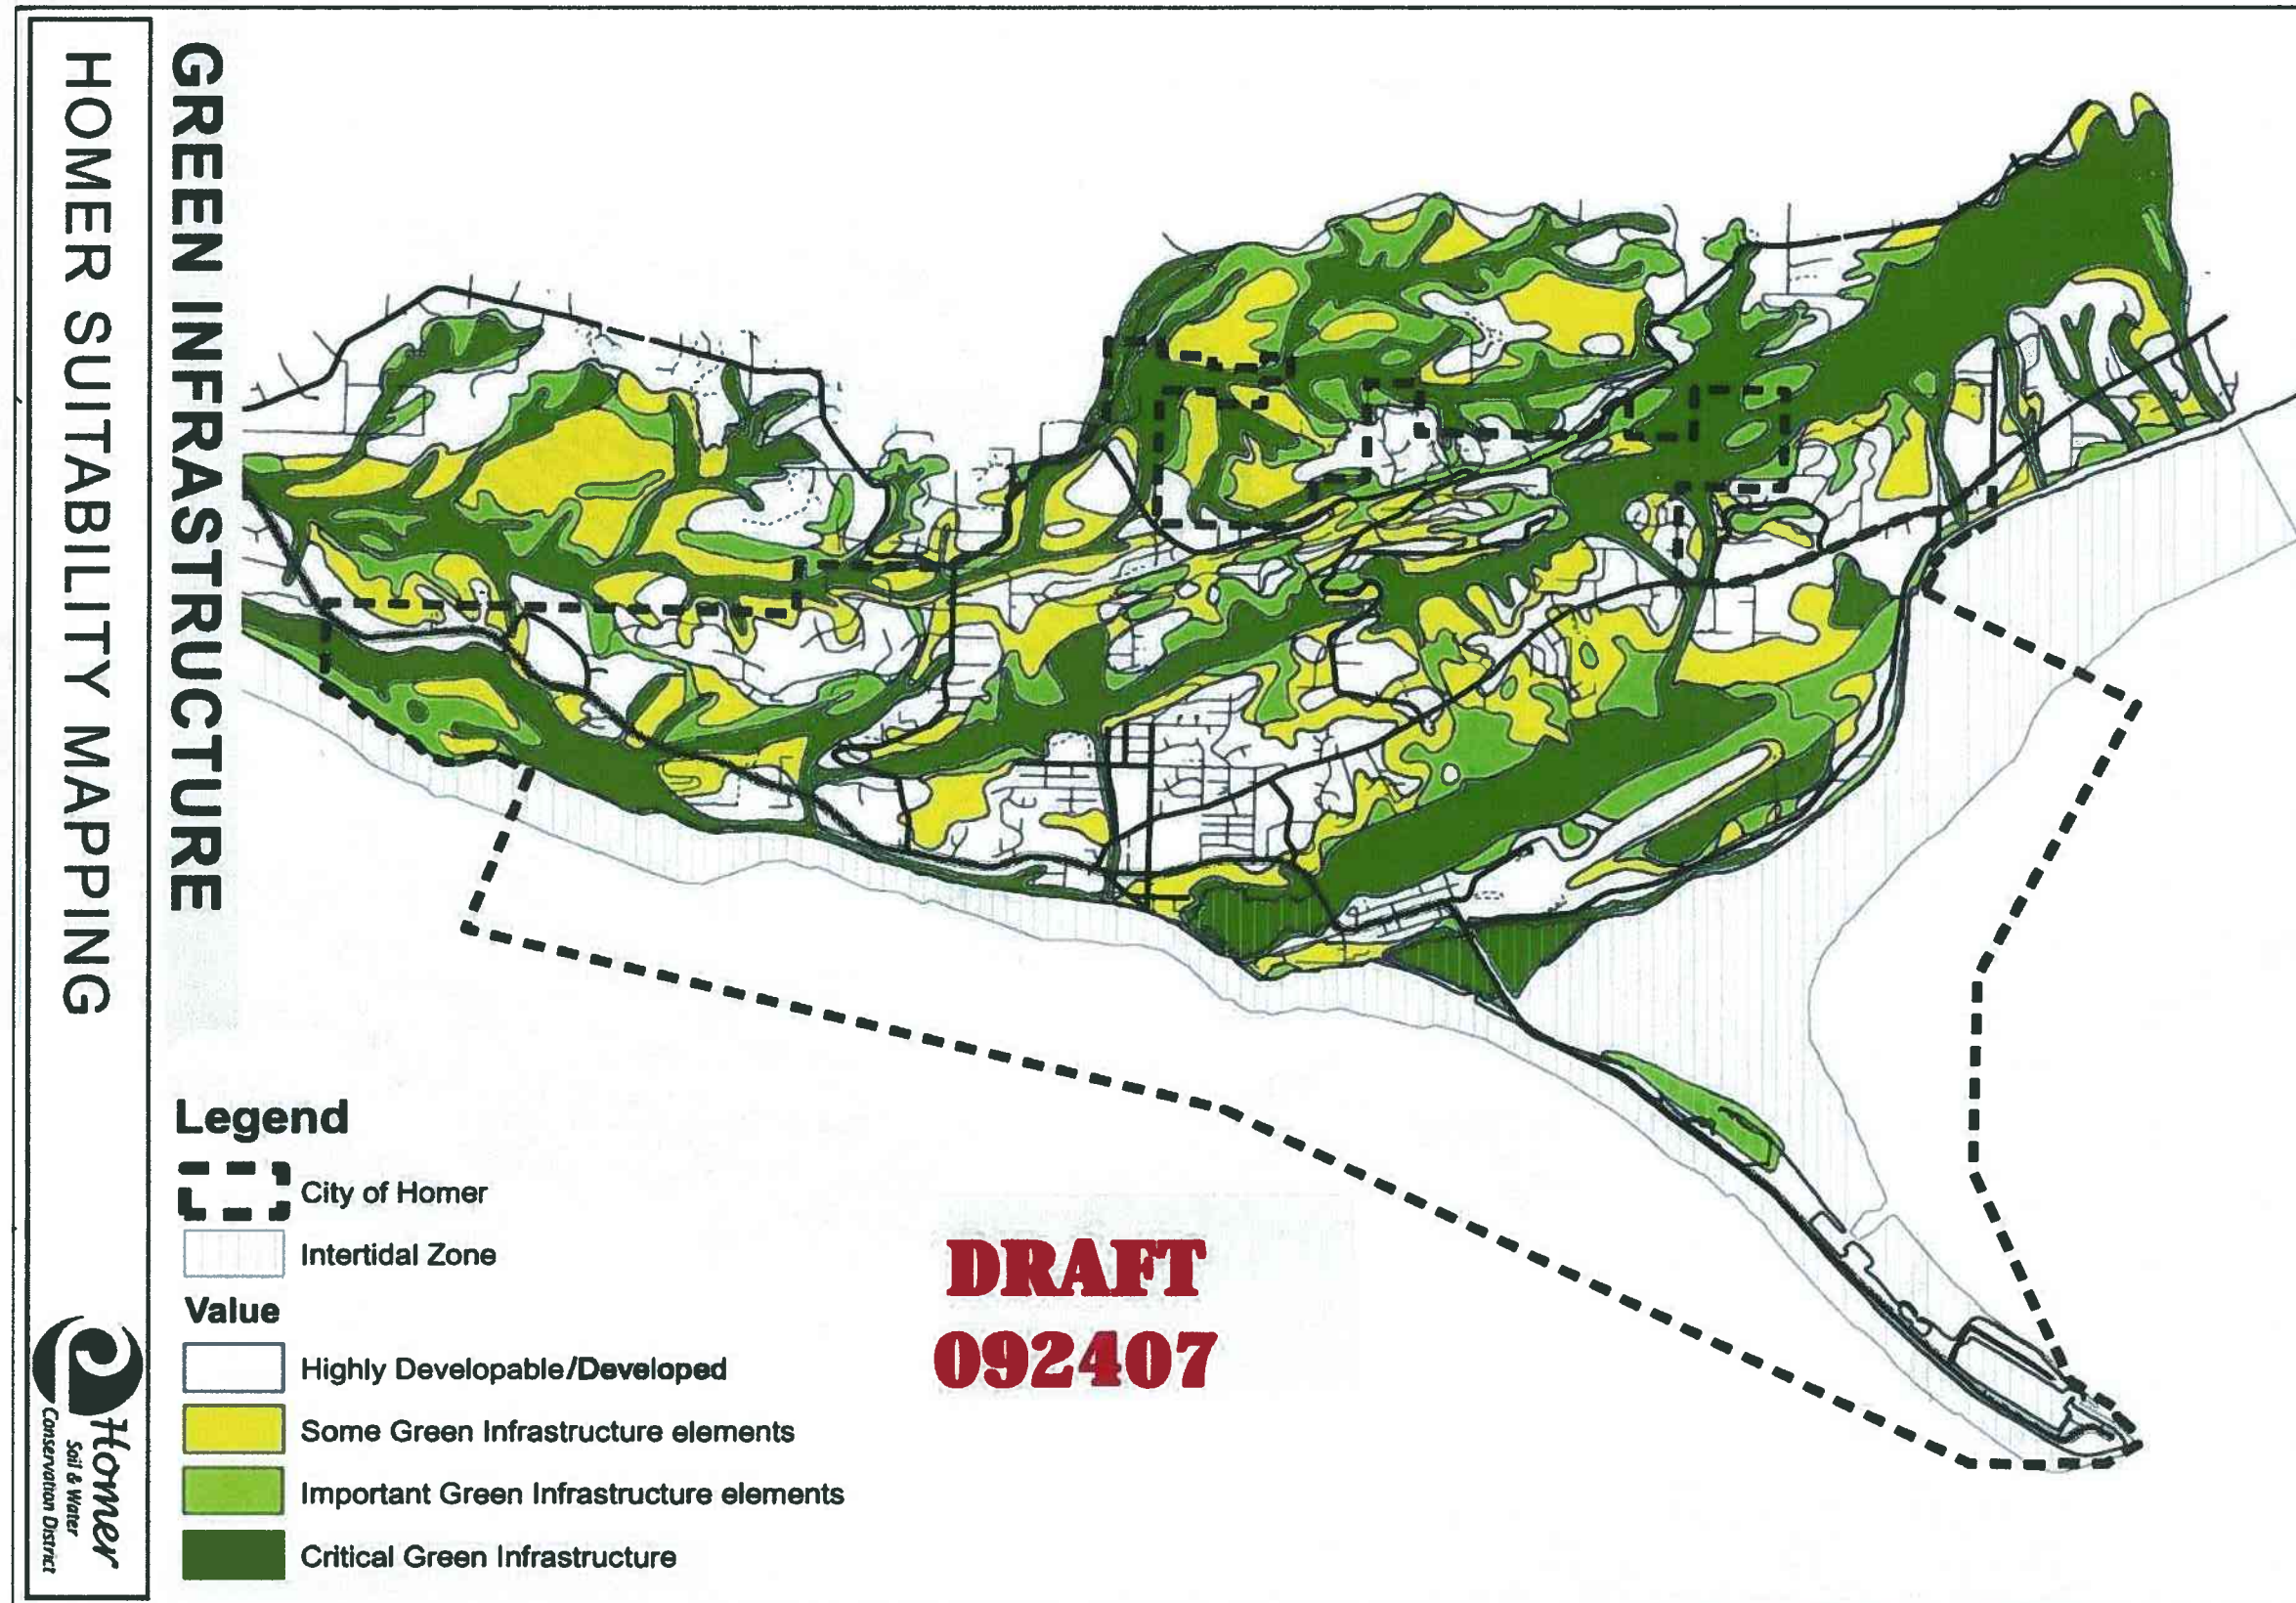 HOMER SUITABILITY MAPPING
GREEN INFRASTRUCTURE
Legend
City of Homer
Intertidal Zone
Value
Highly Developable/Developed
Some Green Infrastructure elements
Important Green Infrastructure elements
Critical Green Infrastructure
DRAFT
092407
Homer
Soil & Water
Conservation District